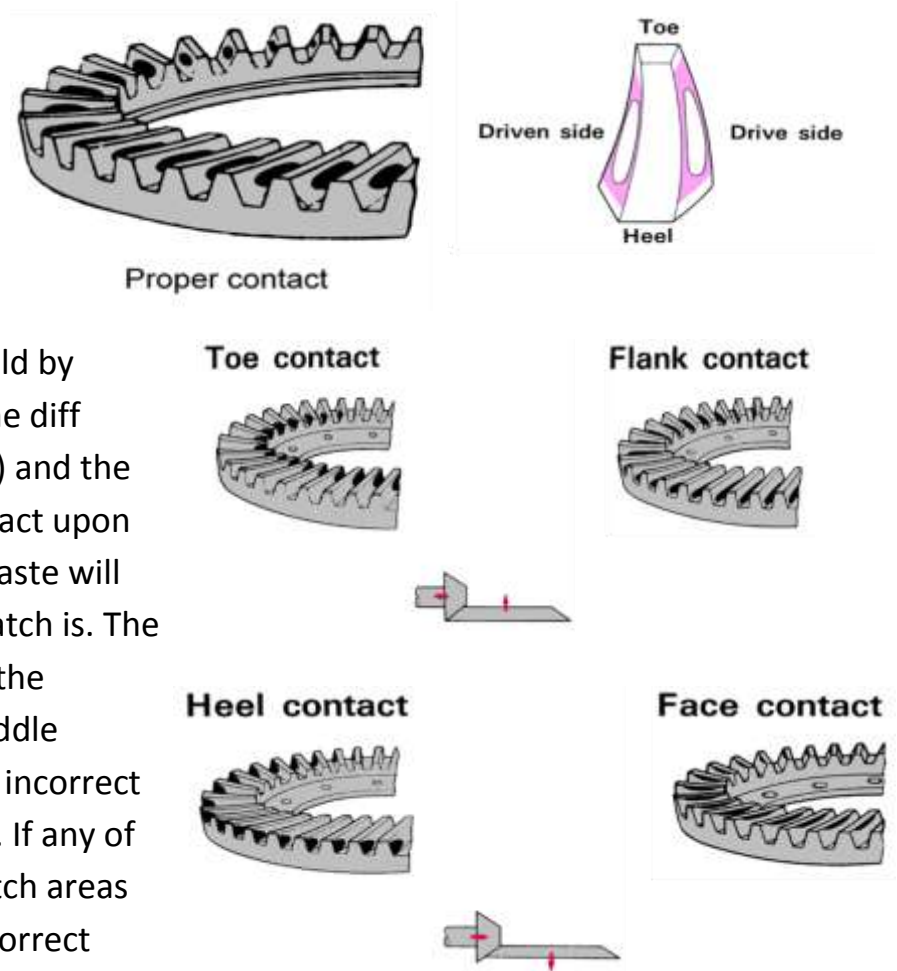 Toe
Driven side
Drive side
Heel
Proper contact
Toe contact
Flank contact
Heel contact
Face contact
ld by
e diff
) and the
act upon
aste will
atch is. The
the
ddle
incorrect
. If any of
tch areas
orrect